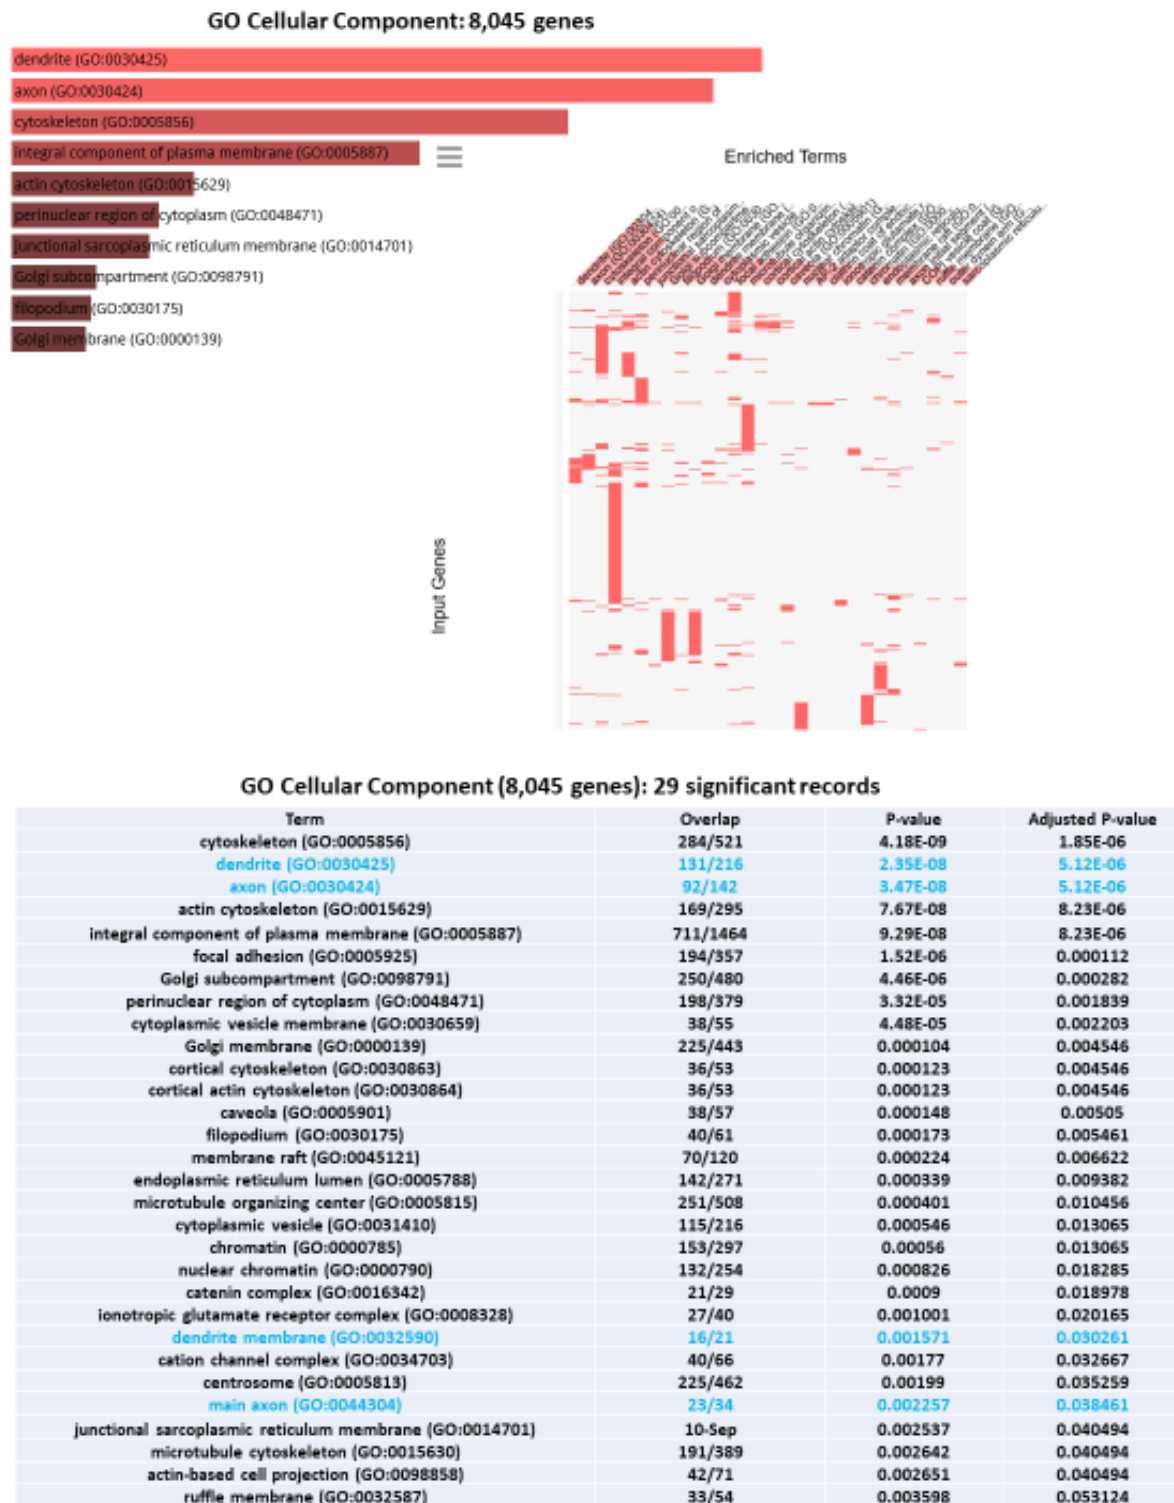 GO Cellular Component: 8,045 genes
dendrite (GO:0030425)
axon (GO:0030424)
cytoskeleton (GO:0005856)
integral component of plasma membrane (GO:0005887)
actin cytoskeleton (GO:0015629)
perinuclear region of cytoplasm (GO:0048471)
junctional sarcoplasmic reticulum membrane (GO:0014701)
Golgi subcompartment (GO:0098791)
filopodium (GO:0030175)
Golgi membrane (GO:0000139)
Enriched Terms
Input Genes
GO Cellular Component (8,045 genes): 29 significant records
Term Overlap P-value Adjusted P-value
cytoskeleton (GO:0005856) 284/521 4.18E-09 1.85E-06
dendrite (GO:0030425) 131/216 2.35E-08 5.12E-06
axon (GO:0030424) 92/142 3.47E-08 5.12E-06
actin cytoskeleton (GO:0015629) 169/295 7.67E-08 8.23E-06
integral component of plasma membrane (GO:0005887) 711/1464 9.29E-08 8.23E-06
focal adhesion (GO:0005925) 194/357 1.52E-06 0.000112
Golgi subcompartment (GO:0098791) 250/480 4.46E-06 0.000282
perinuclear region of cytoplasm (GO:0048471) 198/379 3.32E-05 0.001839
cytoplasmic vesicle membrane (GO:0030659) 38/55 4.48E-05 0.002203
Golgi membrane (GO:0000139) 225/443 0.000104 0.004546
cortical cytoskeleton (GO:0030863) 36/53 0.000123 0.004546
cortical actin cytoskeleton (GO:0030864) 36/53 0.000123 0.004546
caveola (GO:0005901) 38/57 0.000148 0.00505
filopodium (GO:0030175) 40/61 0.000173 0.005461
membrane raft (GO:0045121) 70/120 0.000224 0.006622
endoplasmic reticulum lumen (GO:0005788) 142/271 0.000339 0.009382
microtubule organizing center (GO:0005815) 251/508 0.000401 0.010456
cytoplasmic vesicle (GO:0031410) 115/216 0.000546 0.013065
chromatin (GO:0000785) 153/297 0.00056 0.013065
nuclear chromatin (GO:0000790) 132/254 0.000826 0.018285
catenin complex (GO:0016342) 21/29 0.0009 0.018978
ionotropic glutamate receptor complex (GO:0008328) 27/40 0.001001 0.020165
dendrite membrane (GO:0032590) 16/21 0.001571 0.030261
cation channel complex (GO:0034703) 40/66 0.00177 0.032667
centrosome (GO:0005813) 225/462 0.00199 0.035259
main axon (GO:0044304) 23/34 0.002257 0.038461
junctional sarcoplasmic reticulum membrane (GO:0014701) 10-Sep 0.002537 0.040494
microtubule cytoskeleton (GO:0015630) 191/389 0.002642 0.040494
actin-based cell projection (GO:0098858) 42/71 0.002651 0.040494
ruffle membrane (GO:0032587) 33/54 0.003598 0.053124